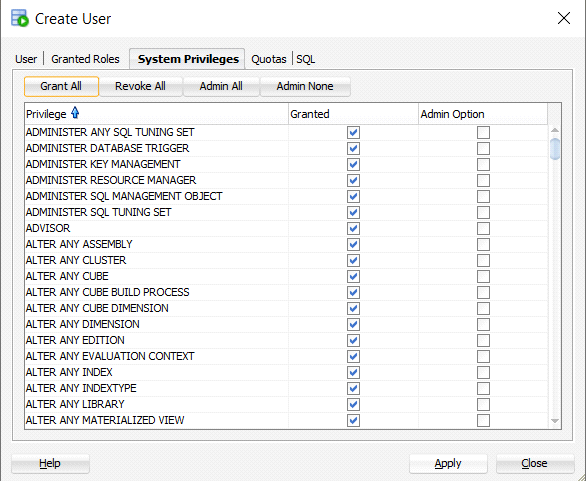 Create User
User Granted Roles System Privileges Quotas SQL
Grant All Revoke All Admin All Admin None
Privilege Granted Admin Option
ADMINISTER ANY SQL TUNING SET
ADMINISTER DATABASE TRIGGER
ADMINISTER KEY MANAGEMENT
ADMINISTER RESOURCE MANAGER
ADMINISTER SQL MANAGEMENT OBJECT
ADMINISTER SQL TUNING SET
ADVISOR
ALTER ANY ASSEMBLY
ALTER ANY CLUSTER
ALTER ANY CUBE
ALTER ANY CUBE BUILD PROCESS
ALTER ANY CUBE DIMENSION
ALTER ANY DIMENSION
ALTER ANY EDITION
ALTER ANY EVALUATION CONTEXT
ALTER ANY INDEX
ALTER ANY INDEXTYPE
ALTER ANY LIBRARY
ALTER ANY MATERIALIZED VIEW
Help Apply Close